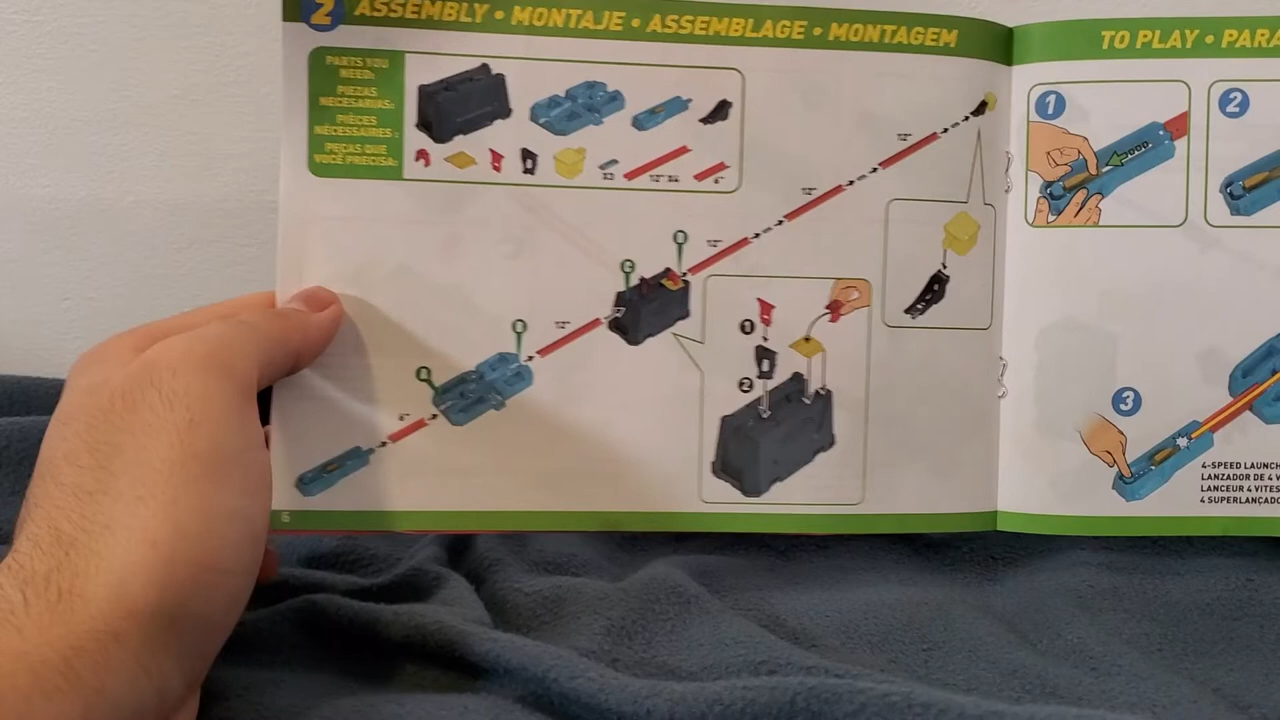 2 ASSEMBLY • MONTAJE • ASSEMBLAGE • MONTAGEM
PARTS YOU
NEED:
PIEZAS
NECESARIAS:
PIÈCES
NÉCESSAIRES :
PEÇAS QUE
VOCÊ PRECISA:
X3
12" X4
6"
12"
12"
12"
12"
6"
1
2
6
TO PLAY • PARA
1
2
3
4-SPEED LAUNCH
LANZADOR DE 4 V
LANCEUR 4 VITES
4 SUPERLANÇADO